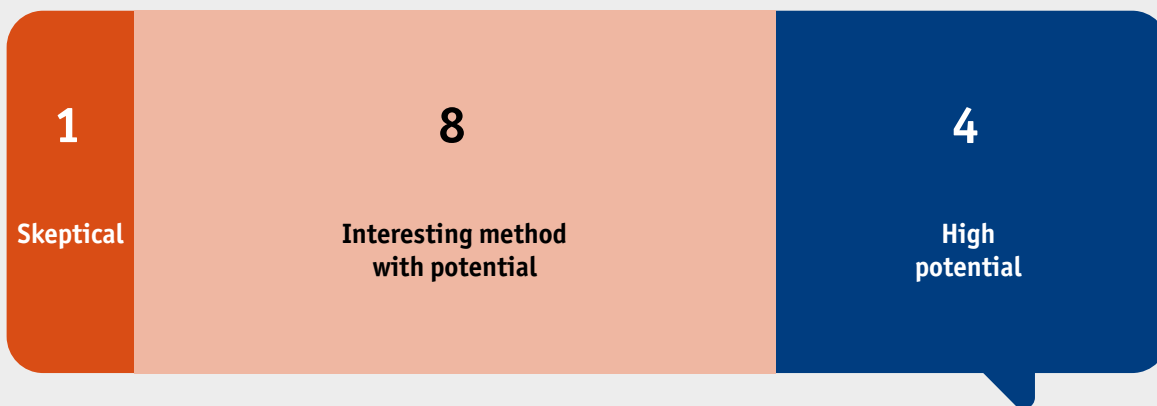 1
Skeptical
8
Interesting method
with potential
4
High
potential